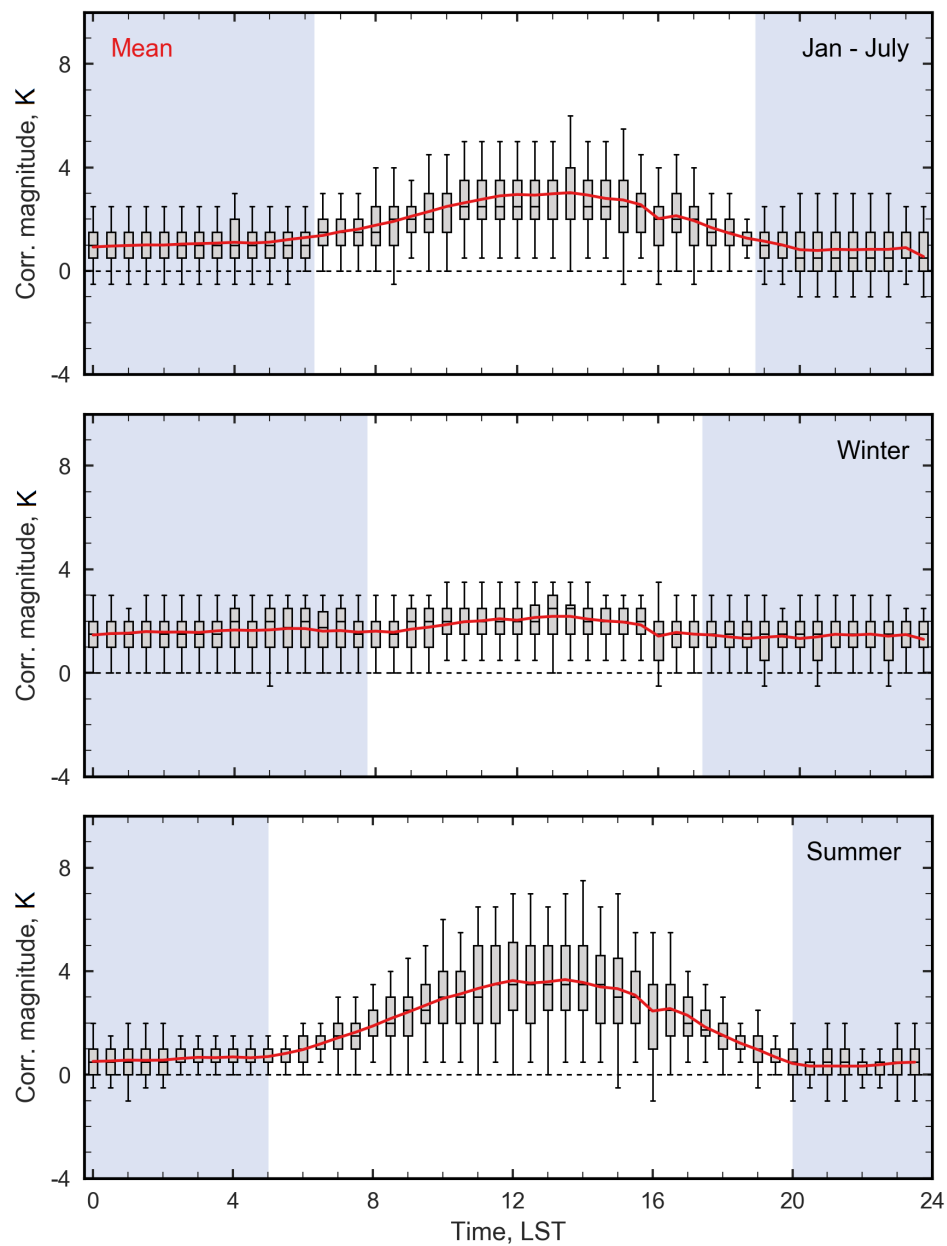 Mean
Jan - July
Corr. magnitude, K
8
4
0
-4
Winter
Corr. magnitude, K
8
4
0
-4
Summer
Corr. magnitude, K
8
4
0
-4
0 4 8 12 16 20 24
Time, LST